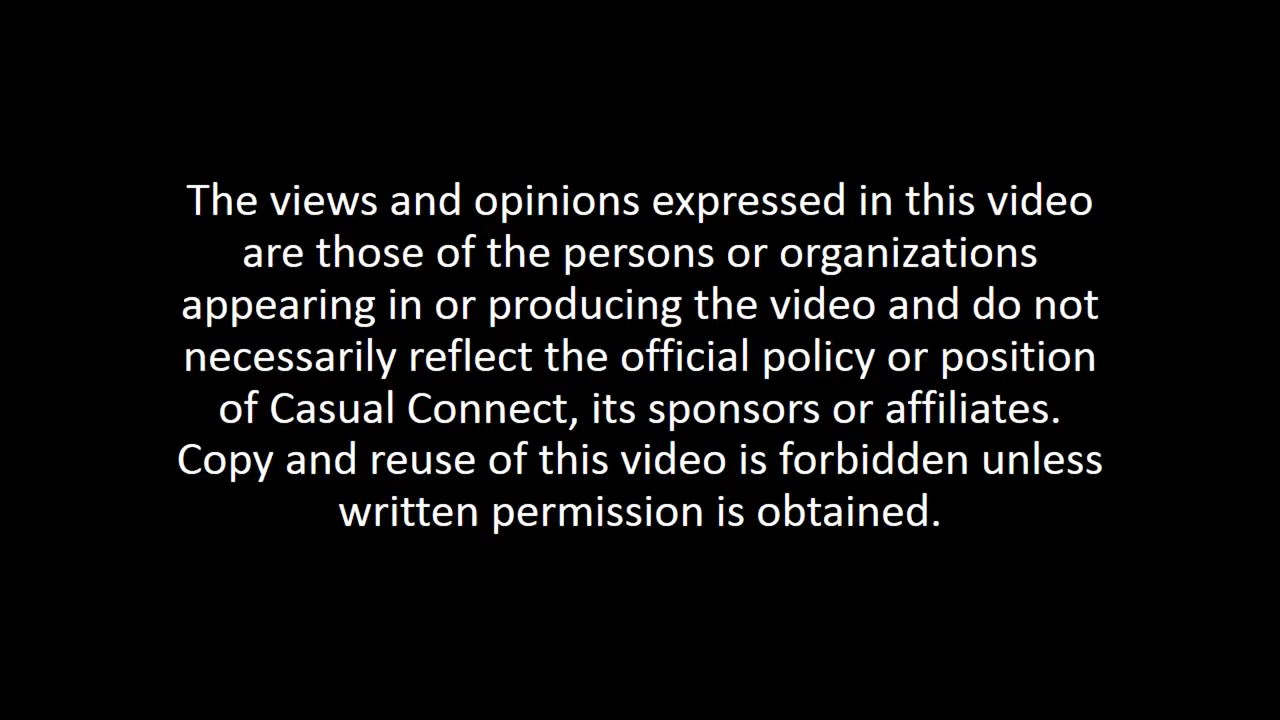 The views and opinions expressed in this video
are those of the persons or organizations
appearing in or producing the video and do not
necessarily reflect the official policy or position
of Casual Connect, its sponsors or affiliates.
Copy and reuse of this video is forbidden unless
written permission is obtained.